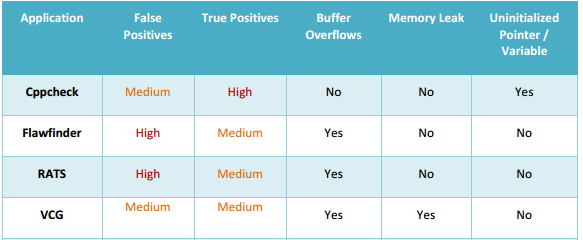 Application False Positives True Positives Buffer Overflows Memory Leak Uninitialized Pointer / Variable
Cppcheck Medium High No No Yes
Flawfinder High Medium Yes No No
RATS High Medium Yes No No
VCG Medium Medium Yes Yes No